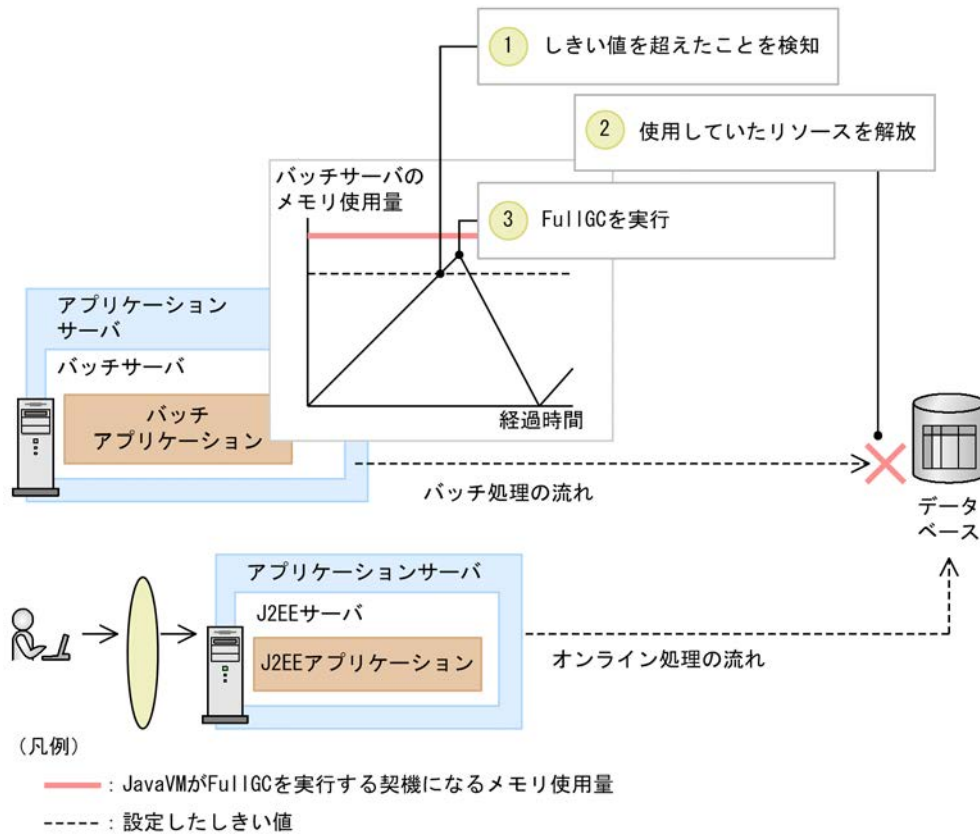 1 しきい値を超えたことを検知
2 使用していたリソースを解放
バッチサーバの
メモリ使用量
3 FullGCを実行
アプリケーション
サーバ
バッチサーバ
バッチ
アプリケーション
経過時間
バッチ処理の流れ
データ
ベース
アプリケーションサーバ
J2EEサーバ
J2EEアプリケーション
オンライン処理の流れ
(凡例)
: JavaVMがFullGCを実行する契機になるメモリ使用量
: 設定したしきい値